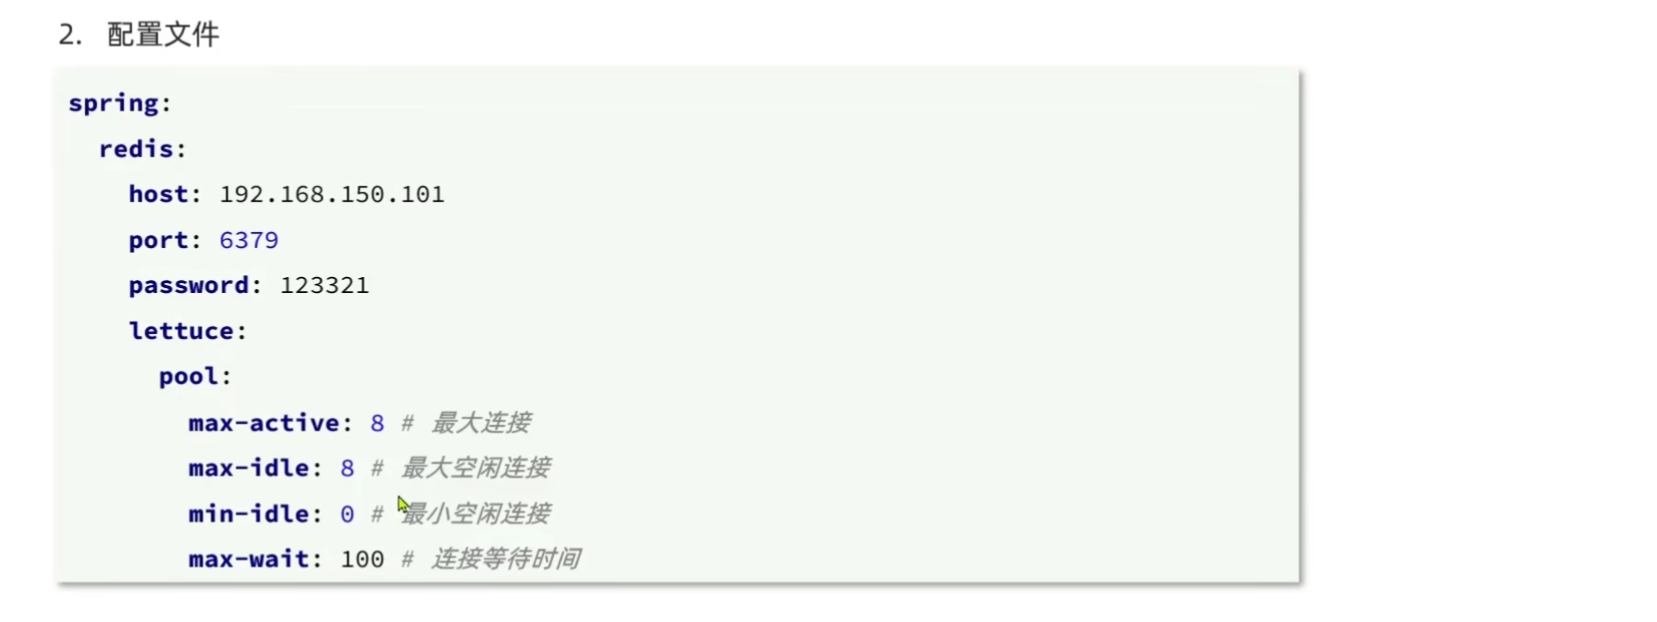 2. 配置文件
spring:
redis:
host: 192.168.150.101
port: 6379
password: 123321
lettuce:
pool:
max-active: 8 # 最大连接
max-idle: 8 # 最大空闲连接
min-idle: 0 # 最小空闲连接
max-wait: 100 # 连接等待时间